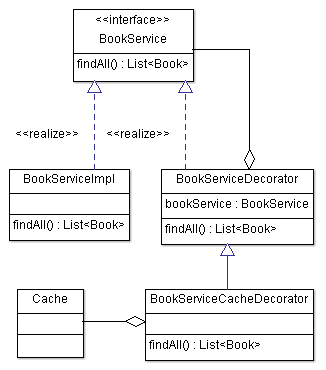 <<interface>>
BookService
findAll() : List<Book>
<<realize>> <<realize>>
BookServiceImpl
findAll() : List<Book>
BookServiceDecorator
bookService : BookService
findAll() : List<Book>
Cache
BookServiceCacheDecorator
findAll() : List<Book>